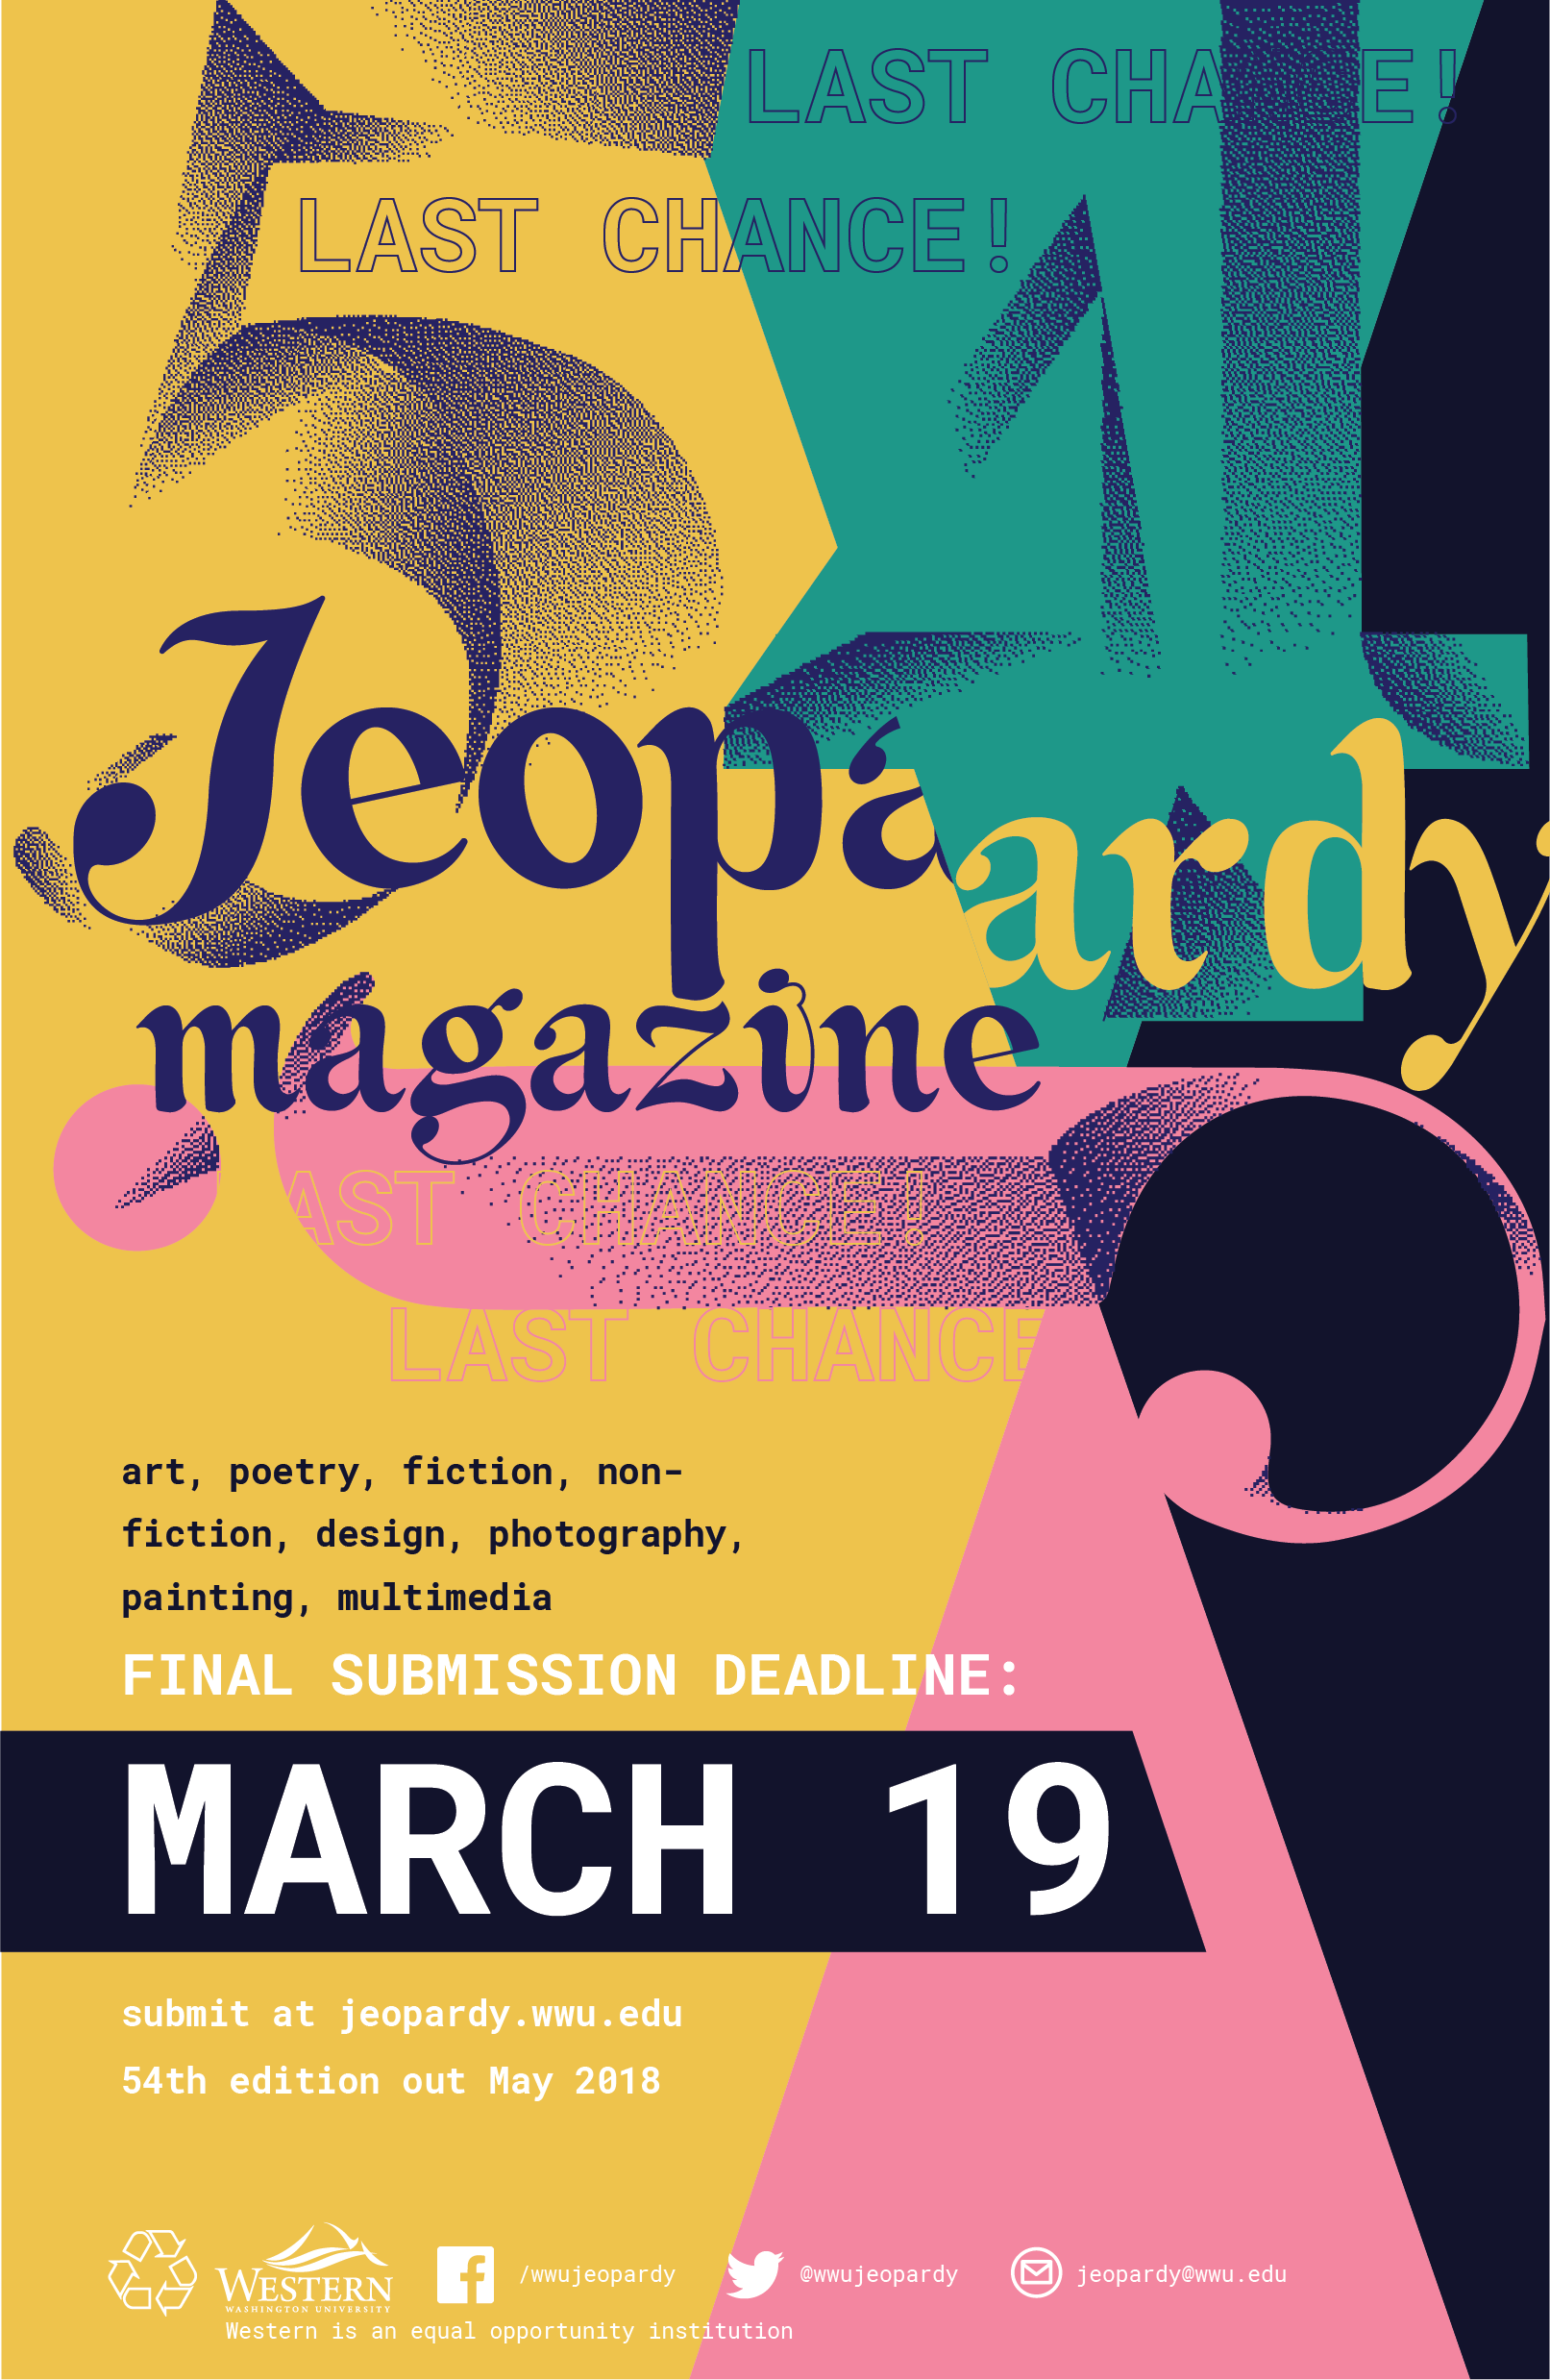 LAST CHANCE!
LAST CHANCE!
54
Jeopardy
magazine
LAST CHANCE!
LAST CHANCE
art, poetry, fiction, non-
fiction, design, photography,
painting, multimedia
FINAL SUBMISSION DEADLINE:
MARCH 19
submit at jeopardy.wwu.edu
54th edition out May 2018
WESTERN
WASHINGTON UNIVERSITY
/wwujeopardy
@wwujeopardy
jeopardy@wwu.edu
Western is an equal opportunity institution